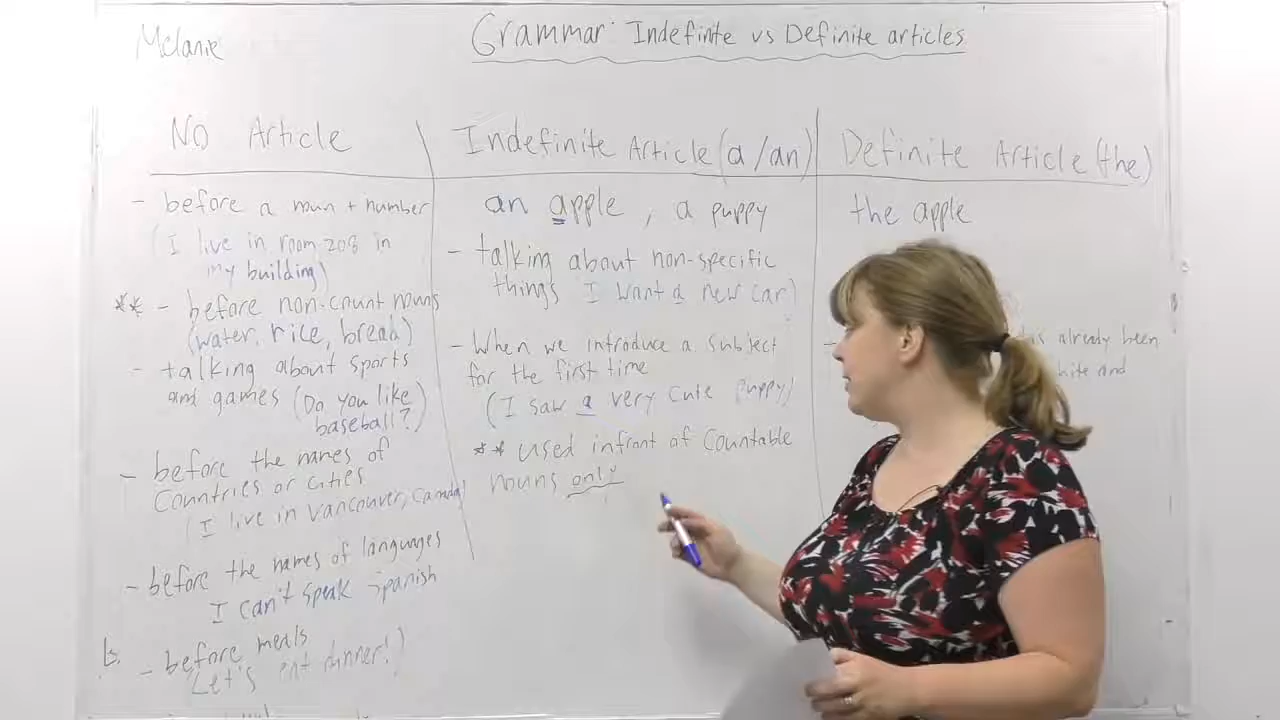 Melanie
Grammar: Indefinite vs Definite articles
No Article
- before a noun + number
(I live in room 208 in
my building)
** - before non-count nouns
(water, rice, bread)
- talking about sports
and games (Do you like
baseball?)
- before the names of
Countries or cities
(I live in Vancouver, Canada)
- before the names of languages
I can't speak Spanish
- before meals
Let's eat dinner!)
Indefinite Article (a/an)
an apple, a puppy
- talking about non-specific
things I want a new car)
- When we introduce a subject
for the first time
(I saw a very cute puppy)
** used infront of Countable
nouns only
Definite Article (the)
the apple
already been
and